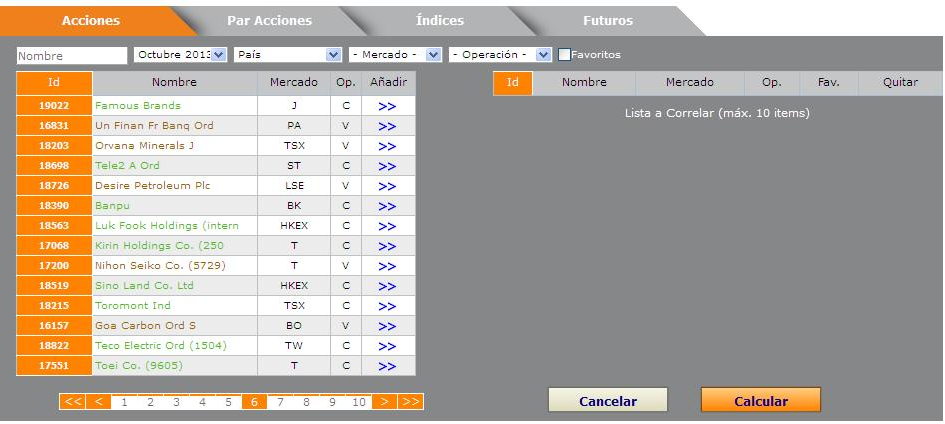 Acciones Par Acciones Índices Futuros
Nombre Octubre 2013 País - Mercado - - Operación - Favoritos
Id Nombre Mercado Op. Añadir
19022 Famous Brands J C >>
16831 Un Finan Fr Banq Ord PA V >>
18203 Orvana Minerals J TSX V >>
18698 Tele2 A Ord ST C >>
18726 Desire Petroleum Plc LSE V >>
18390 Banpu BK C >>
18563 Luk Fook Holdings (intern HKEX C >>
17068 Kirin Holdings Co. (250 T C >>
17200 Nihon Seiko Co. (5729) T V >>
18519 Sino Land Co. Ltd HKEX C >>
18215 Toromont Ind TSX C >>
16157 Goa Carbon Ord S BO V >>
18822 Teco Electric Ord (1504) TW C >>
17551 Toei Co. (9605) T C >>
<< < 1 2 3 4 5 6 7 8 9 10 > >>
Id Nombre Mercado Op. Fav. Quitar
Lista a Correlar (máx. 10 items)
Cancelar Calcular